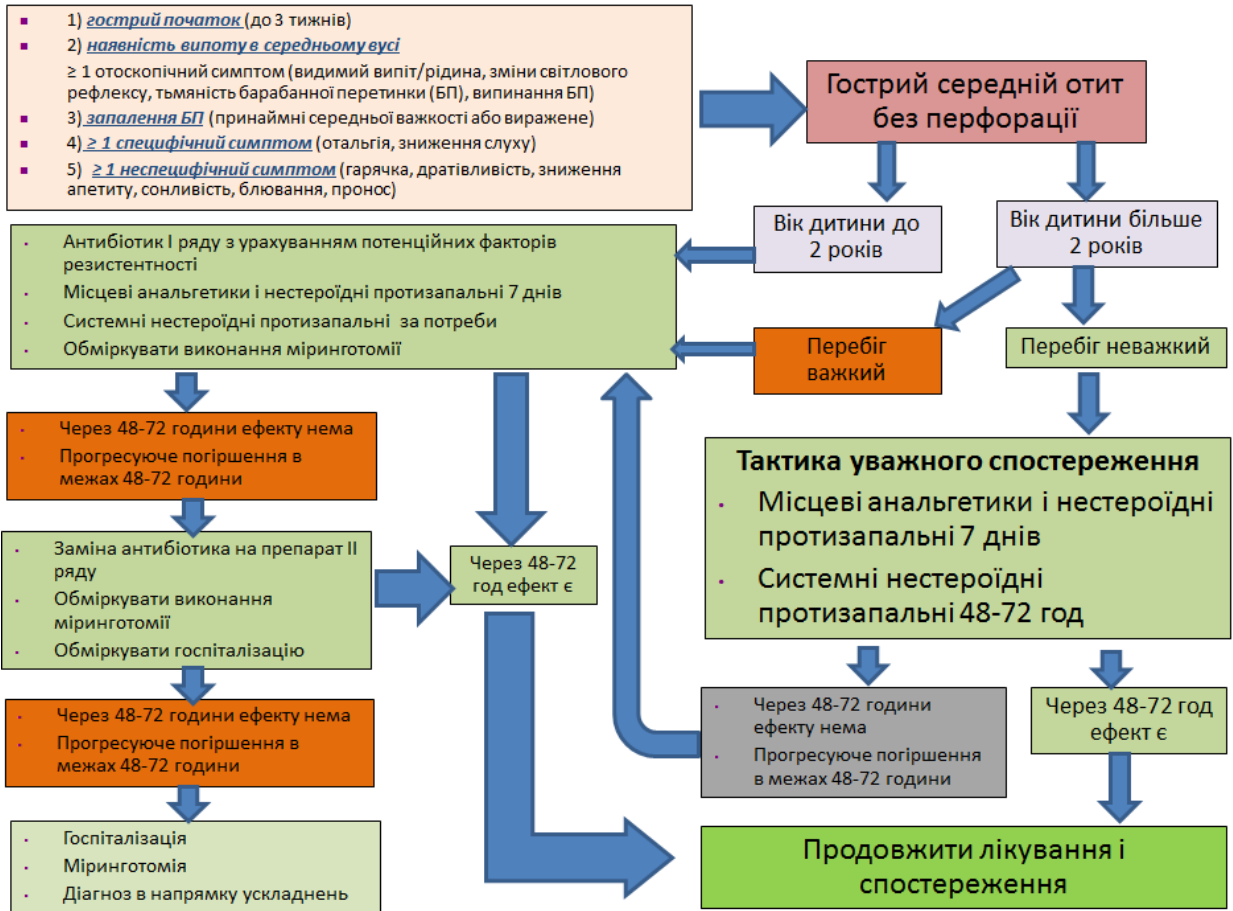 1) гострий початок (до 3 тижнів)
2) наявність випоту в середньому вусі
≥ 1 отоскопічний симптом (видимий випіт/рідина, зміни світлового
рефлексу, тьмяність барабанної перетинки (БП), випинання БП)
3) запалення БП (принаймні середньої важкості або виражене)
4) ≥ 1 специфічний симптом (отальгія, зниження слуху)
5) ≥ 1 неспецифічний симптом (гарячка, дратівливість, зниження
апетиту, сонливість, блювання, пронос)
Гострий середній отит
без перфорації
Вік дитини до
2 років
Вік дитини більше
2 років
Антибіотик І ряду з урахуванням потенційних факторів
резистентності
Місцеві анальгетики і нестероїдні протизапальні 7 днів
Системні нестероїдні протизапальні за потреби
Обміркувати виконання мірінготомії
Перебіг
важкий
Перебіг неважкий
Через 48-72 години ефекту нема
Прогресуюче погіршення в
межах 48-72 години
Тактика уважного спостереження
Місцеві анальгетики і нестероїдні
протизапальні 7 днів
Системні нестероїдні
протизапальні 48-72 год
Заміна антибіотика на препарат ІІ
ряду
Обміркувати виконання
мірінготомії
Обміркувати госпіталізацію
Через 48-72
год ефект є
Через 48-72 години ефекту нема
Прогресуюче погіршення в
межах 48-72 години
Через 48-72 години
ефекту нема
Прогресуюче погіршення
в межах 48-72 години
Через 48-72 год
ефект є
Госпіталізація
Мірінготомія
Діагноз в напрямку ускладнень
Продовжити лікування і
спостереження